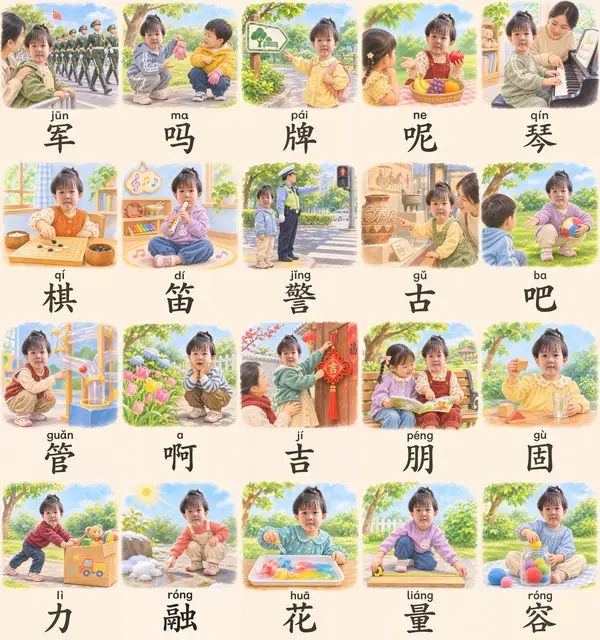 jūn ma pái ne qín
军 吗 牌 呢 琴
qí dí jǐng gǔ ba
棋 笛 警 古 吧
guǎn a jí péng gù
管 啊 吉 朋 固
吉
lì róng huā liáng róng
力 融 花 量 容